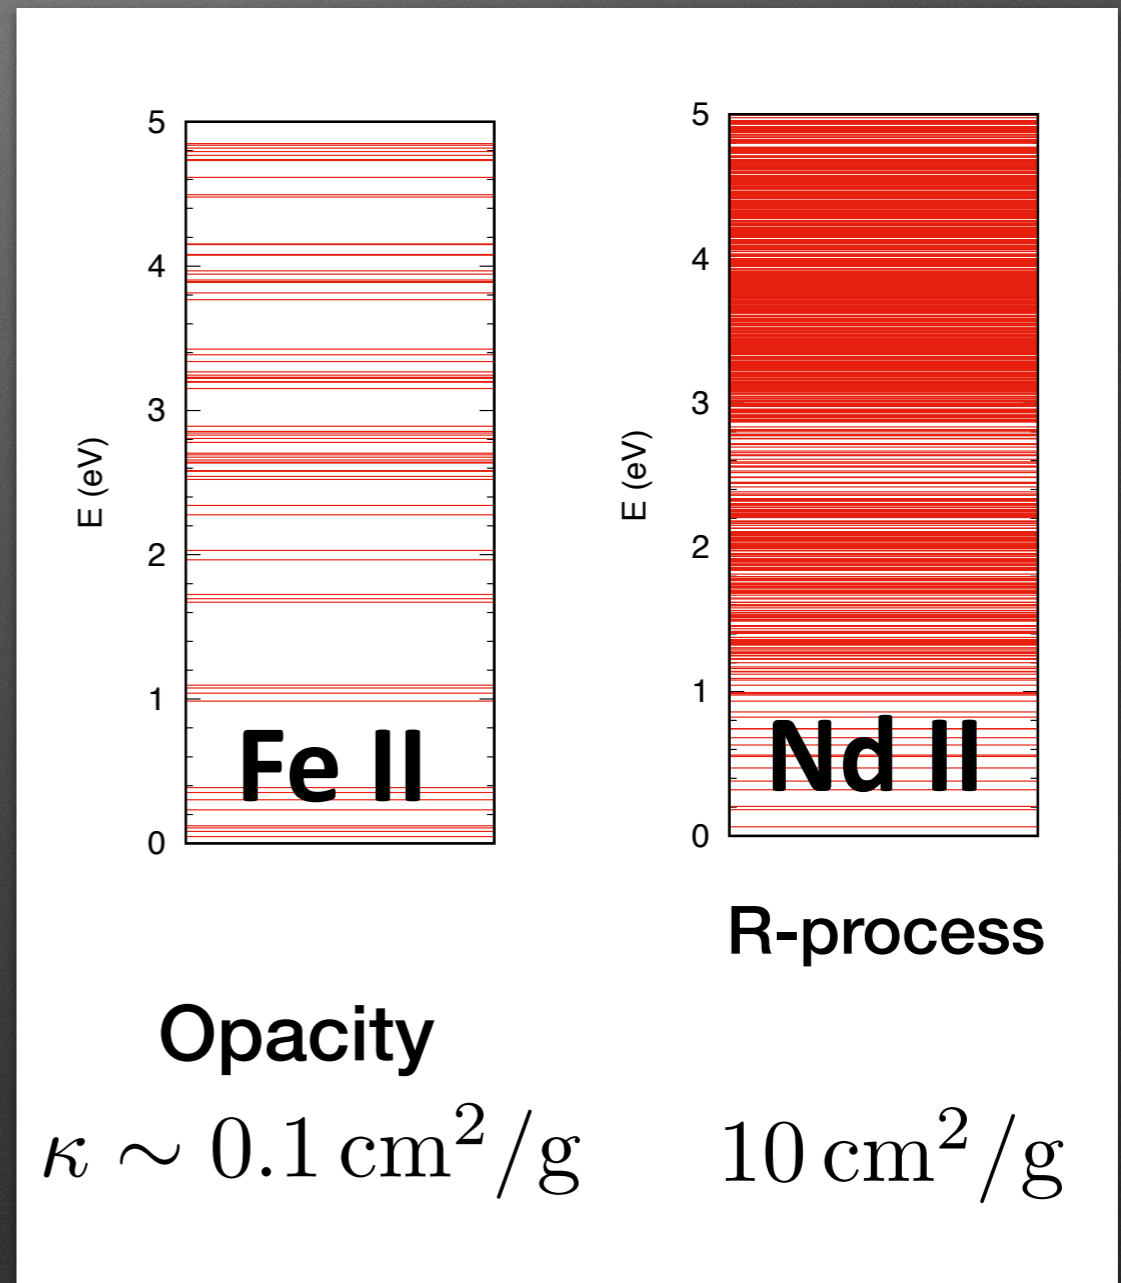 5
4
3
2
1
0
E (eV)
Fe II
5
4
3
2
1
0
E (eV)
Nd II
R-process
Opacity
κ ∼ 0.1 cm²/g
10 cm²/g